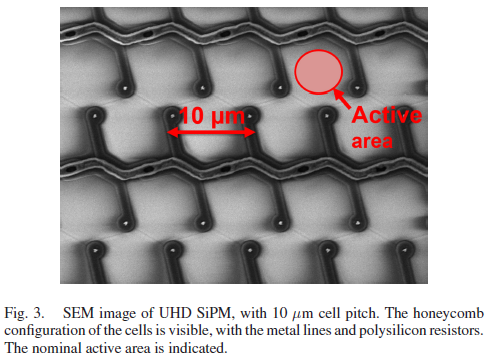 10 μm
Active
area
Fig. 3. SEM image of UHD SiPM, with 10 μm cell pitch. The honeycomb
configuration of the cells is visible, with the metal lines and polysilicon resistors.
The nominal active area is indicated.